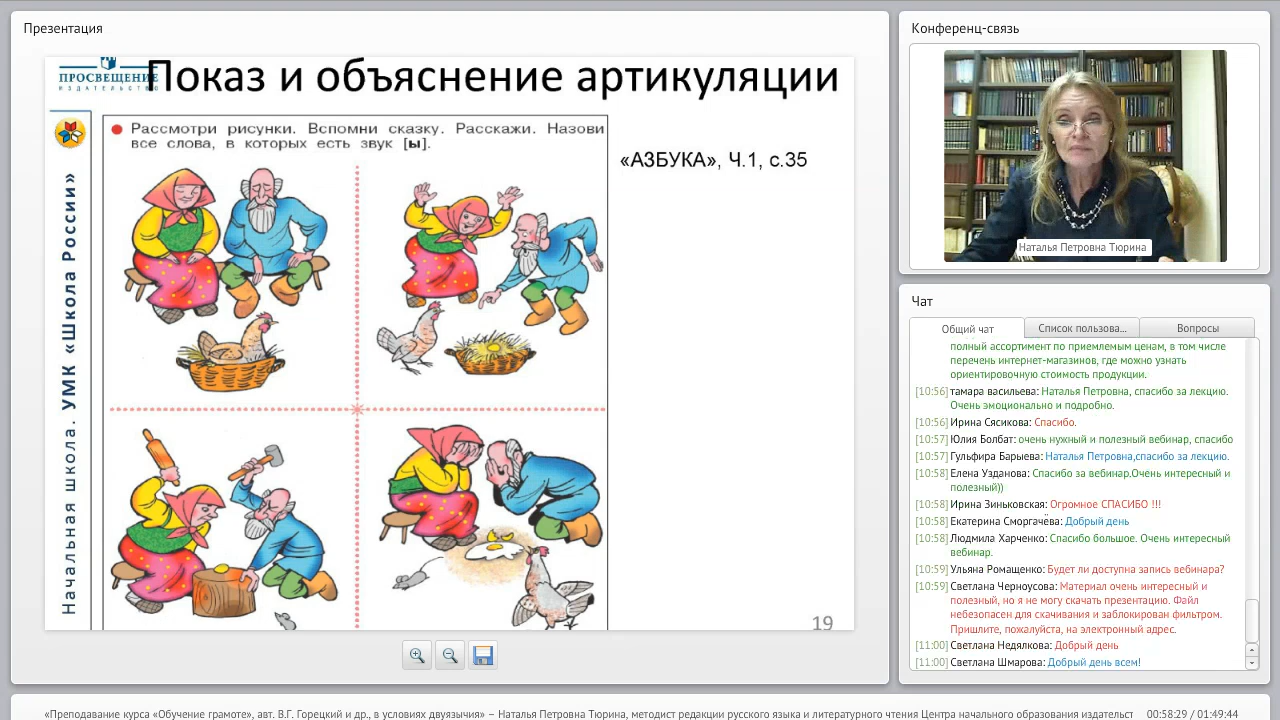 Презентация
ПРОСВЕЩЕНИЕ
ИЗДАТЕЛЬСТВО
Показ и объяснение артикуляции
Рассмотри рисунки. Вспомни сказку. Расскажи. Назови
все слова, в которых есть звук [ы].
«АЗБУКА», Ч.1, с.35
Начальная школа. УМК «Школа России»
19
Конференц-связь
Наталья Петровна Тюрина
Чат
Общий чат
Список пользова...
Вопросы
полный ассортимент по приемлемым ценам, в том числе
перечень интернет-магазинов, где можно узнать
ориентировочную стоимость продукции.
[10:56] тамара васильева: Наталья Петровна, спасибо за лекцию.
Очень эмоционально и подробно.
[10:56] Ирина Сясикова: Спасибо.
[10:57] Юлия Болбат: очень нужный и полезный вебинар, спасибо
[10:57] Гульфира Барыева: Наталья Петровна,спасибо за лекцию.
[10:58] Елена Узданова: Спасибо за вебинар.Очень интересный и
полезный))
[10:58] Ирина Зиньковская: Огромное СПАСИБО !!!
[10:58] Екатерина Сморгачёва: Добрый день
[10:58] Людмила Харченко: Спасибо большое. Очень интересный
вебинар.
[10:59] Ульяна Ромащенко: Будет ли доступна запись вебинара?
[10:59] Светлана Черноусова: Материал очень интересный и
полезный, но я не могу скачать презентацию. Файл
небезопасен для скачивания и заблокирован фильтром.
Пришлите, пожалуйста, на электронный адрес.
[11:00] Светлана Недялкова: Добрый день
[11:00] Светлана Шмарова: Добрый день всем!
«Преподавание курса «Обучение грамоте», авт. В.Г. Горецкий и др., в условиях двуязычия» – Наталья Петровна Тюрина, методист редакции русского языка и литературного чтения Центра начального образования издательст
00:58:29 / 01:49:44